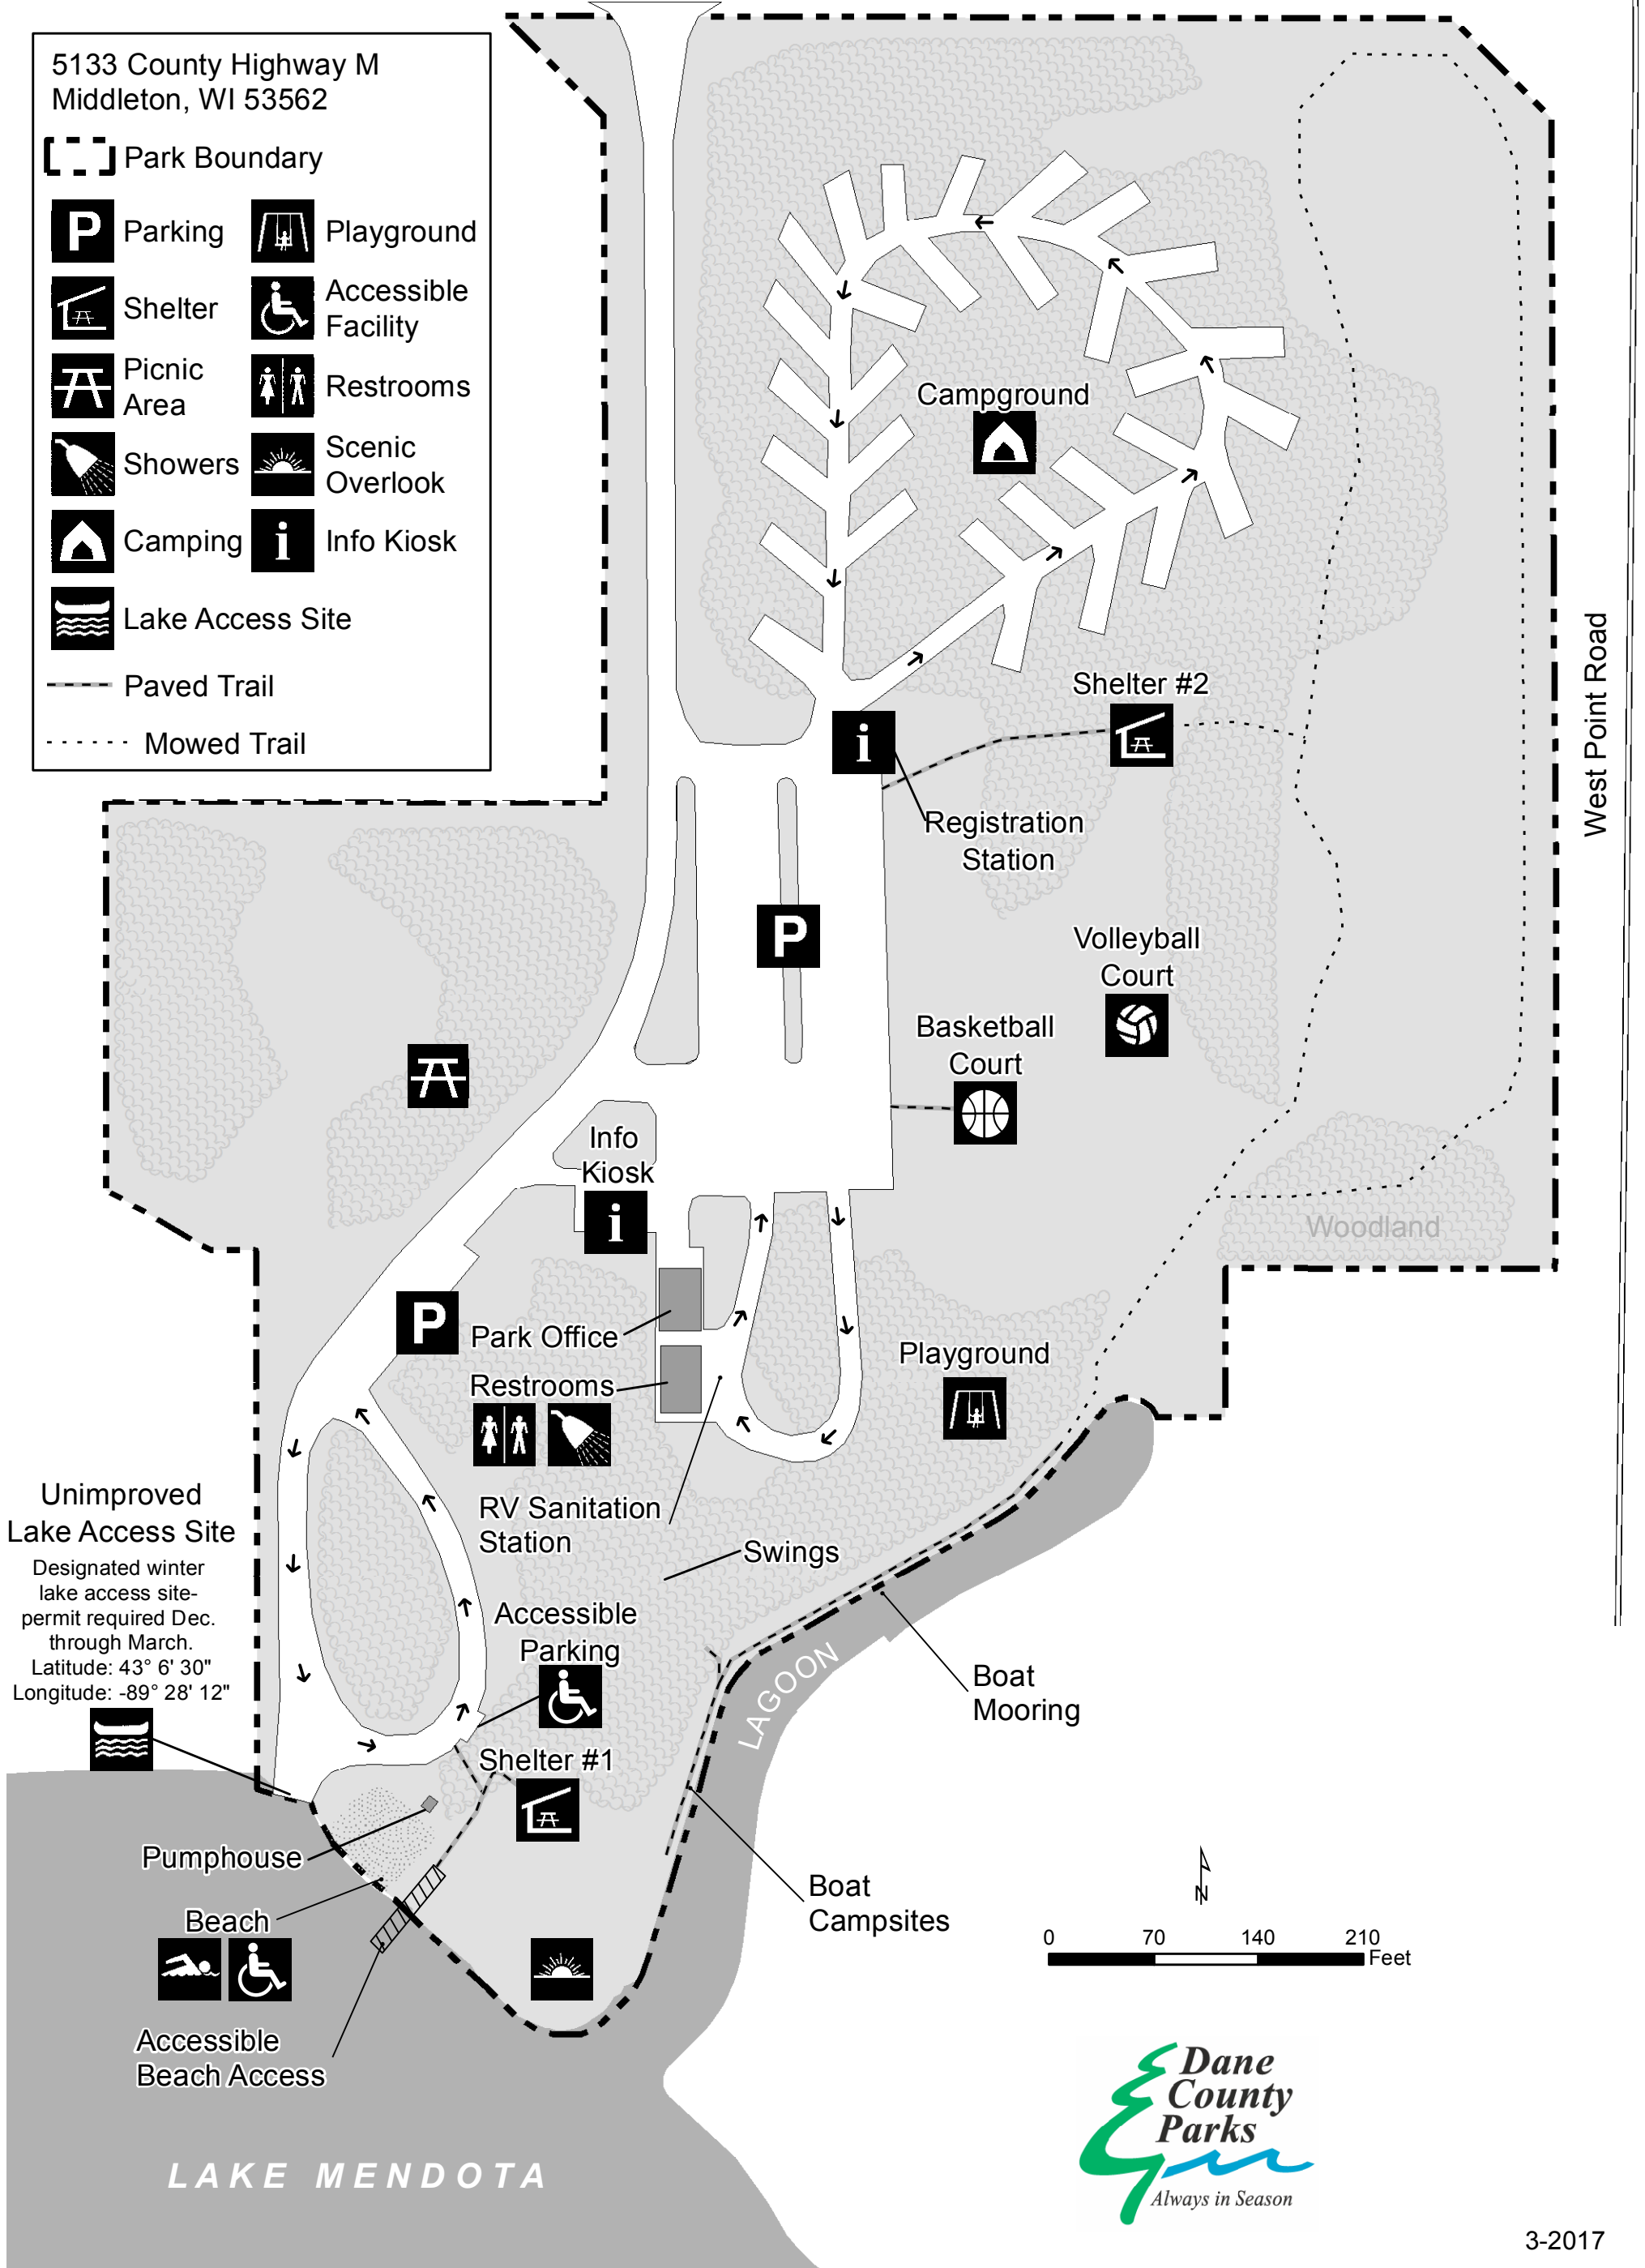 5133 County Highway M
Middleton, WI 53562
Park Boundary
P Parking
Playground
Shelter
Accessible
Facility
Picnic
Area
Restrooms
Showers
Scenic
Overlook
Camping
i Info Kiosk
Lake Access Site
Paved Trail
Mowed Trail
Campground
Shelter #2
i
Registration
Station
West Point Road
P
Volleyball
Court
Basketball
Court
Info
Kiosk
i
Woodland
P
Park Office
Playground
Restrooms
RV Sanitation
Station
Swings
Unimproved
Lake Access Site
Designated winter
lake access site-
permit required Dec.
through March.
Latitude: 43° 6' 30"
Longitude: -89° 28' 12"
Accessible
Parking
Boat
Mooring
LAGOON
Shelter #1
Pumphouse
Boat
Campsites
Beach
Accessible
Beach Access
N
0 70 140 210
Feet
LAKE MENDOTA
Dane
County
Parks
Always in Season
3-2017